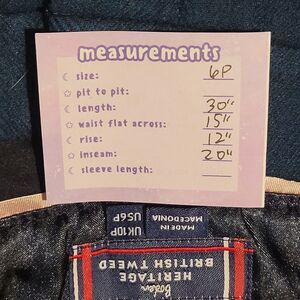 measurements
size: 6P
pit to pit:
length: 30"
waist flat across: 15"
rise: 12"
inseam: 20"
sleeve length:
MADE IN
MACEDONIA
UK10P
US6P
Boden
HERITAGE
BRITISH TWEED